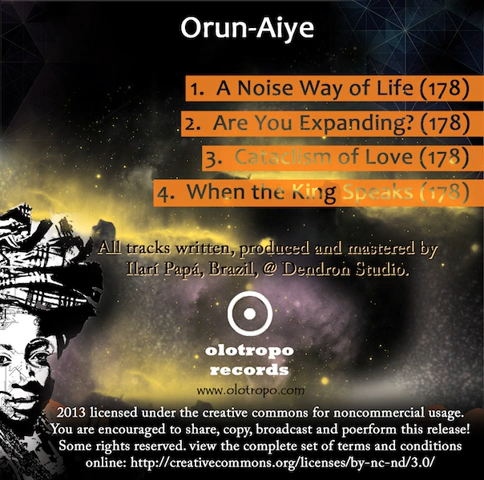 Orun-Aiye
1. A Noise Way of Life (178)
2. Are You Expanding? (178)
3. Cataclism of Love (178)
4. When the King Speaks (178)
All tracks written, produced and mastered by
Ilarí Papá, Brazil, @ Dendron Studio.
olotropo
records
www.olotropo.com
2013 licensed under the creative commons for noncommercial usage.
You are encouraged to share, copy, broadcast and poerform this release!
Some rights reserved. view the complete set of terms and conditions
online: http://creativecommons.org/licenses/by-nc-nd/3.0/